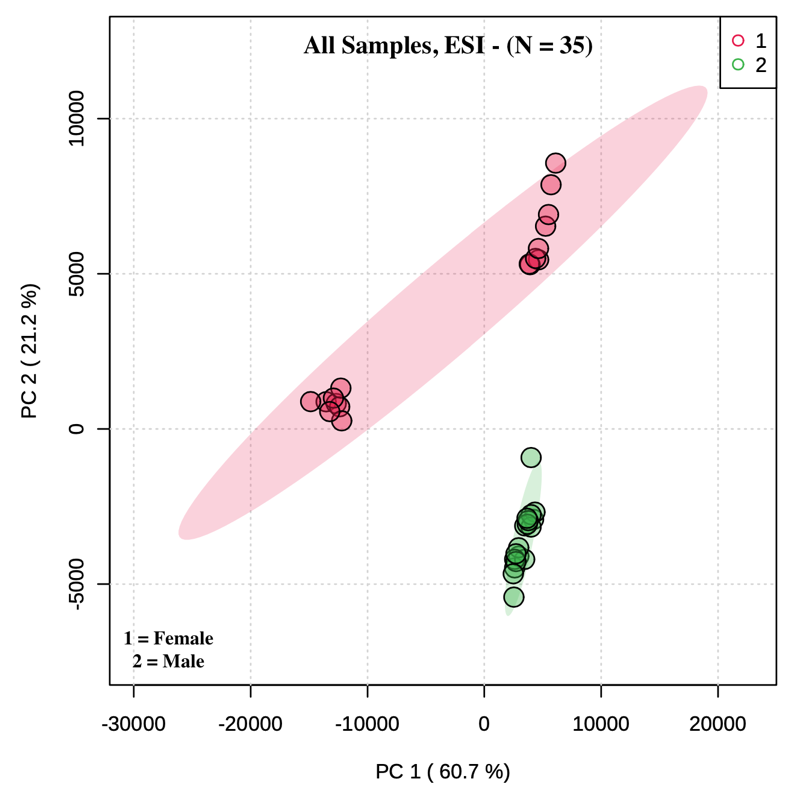 All Samples, ESI - (N = 35)
1
2
10000
5000
0
-5000
PC 2 ( 21.2 %)
1 = Female
2 = Male
-30000
-20000
-10000
0
10000
20000
PC 1 ( 60.7 %)